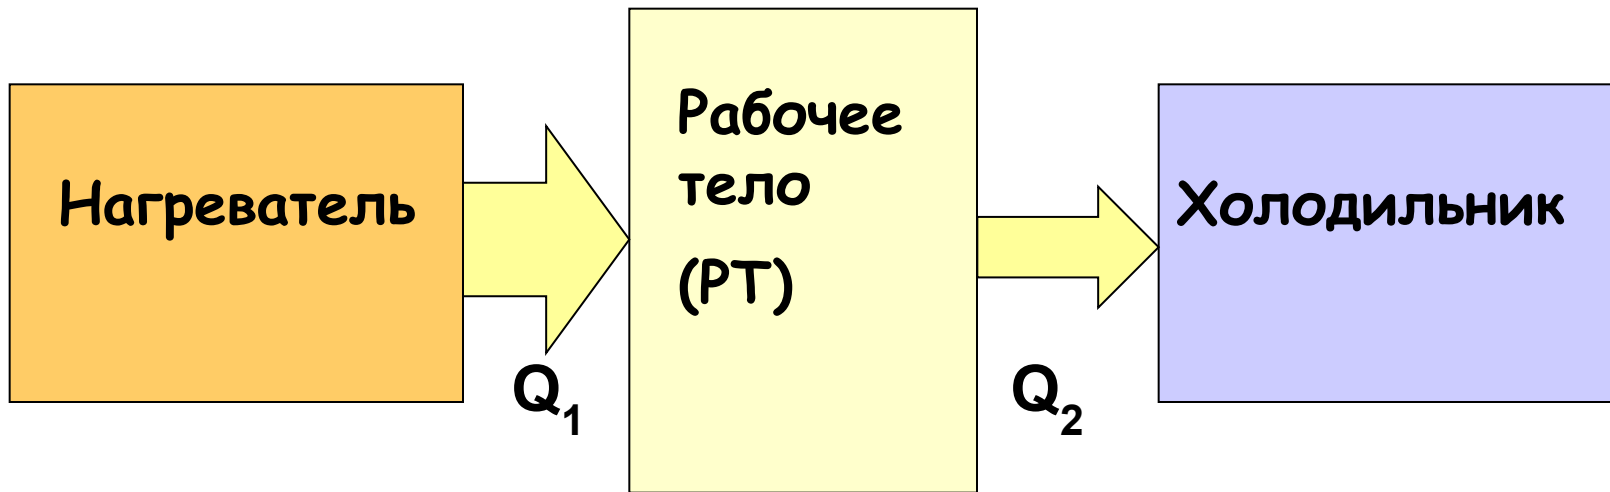 Нагреватель
Q1
Рабочее
тело
(РТ)
Q2
Холодильник